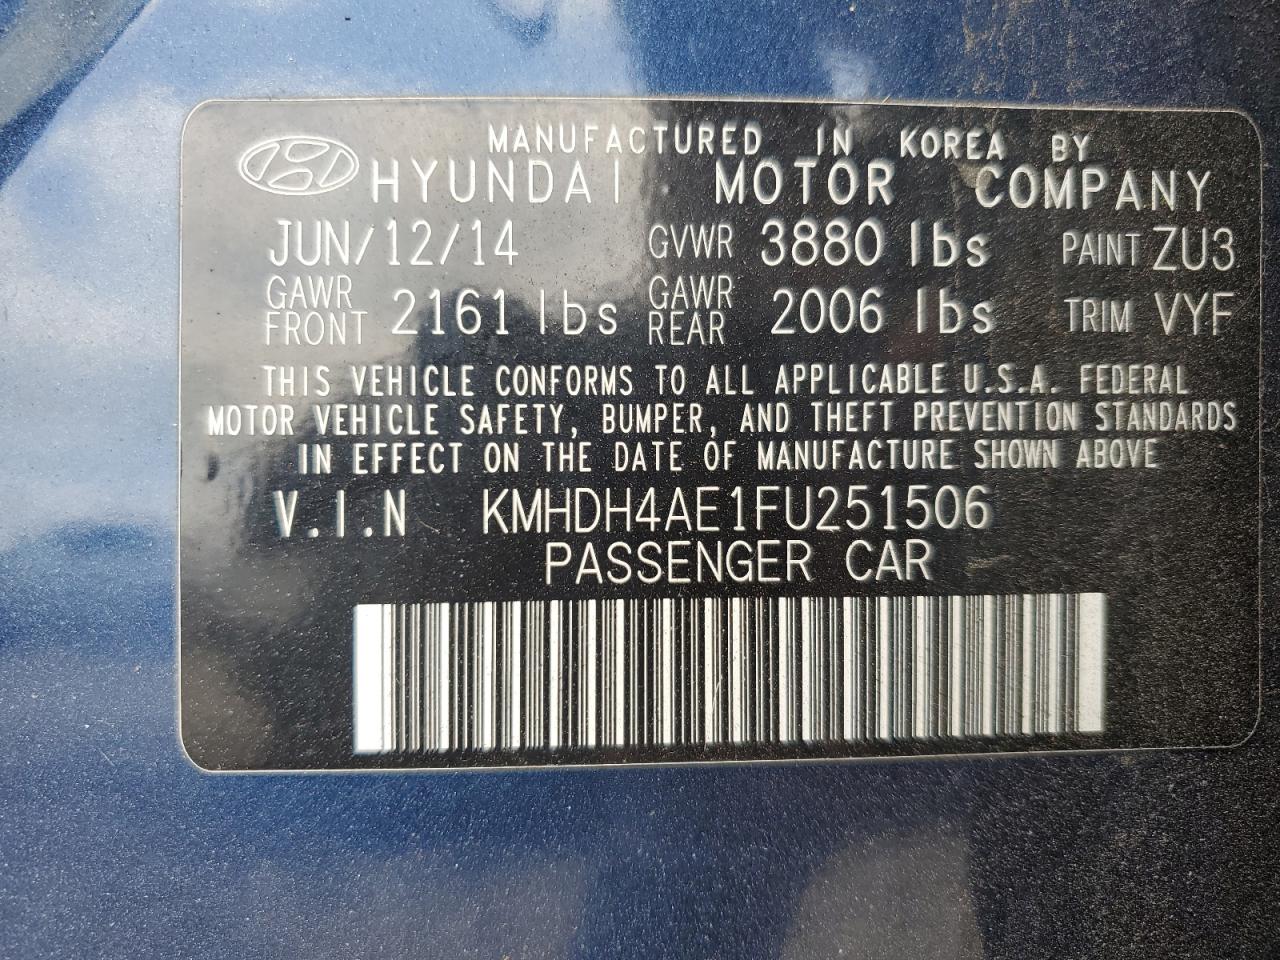 MANUFACTURED IN KOREA BY
HYUNDAI MOTOR COMPANY
JUN/12/14 GVWR 3880 lbs PAINT ZU3
GAWR FRONT 2161 lbs GAWR REAR 2006 lbs TRIM VYF
THIS VEHICLE CONFORMS TO ALL APPLICABLE U.S.A. FEDERAL
MOTOR VEHICLE SAFETY, BUMPER, AND THEFT PREVENTION STANDARDS
IN EFFECT ON THE DATE OF MANUFACTURE SHOWN ABOVE
V.I.N KMHDH4AE1FU251506
PASSENGER CAR